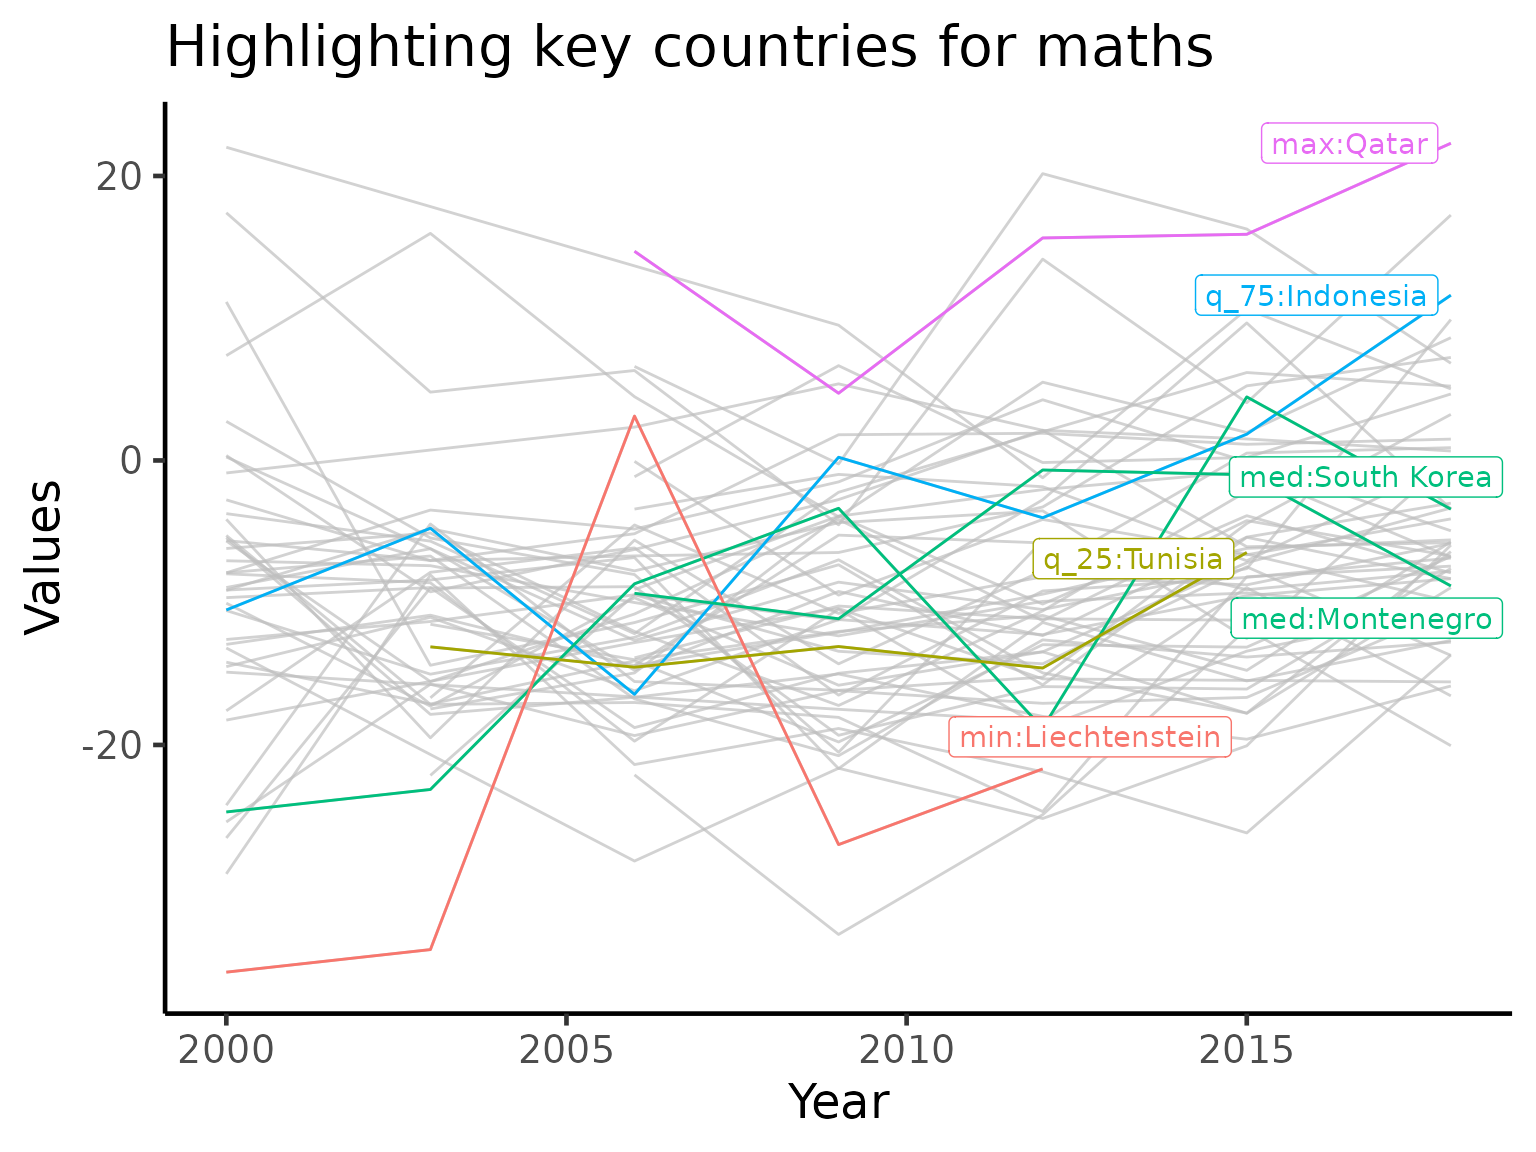 Highlighting key countries for maths
max:Qatar
20
q_75:Indonesia
0
med:South Korea
q_25:Tunisia
med:Montenegro
min:Liechtenstein
-20
Values
2000 2005 2010 2015
Year